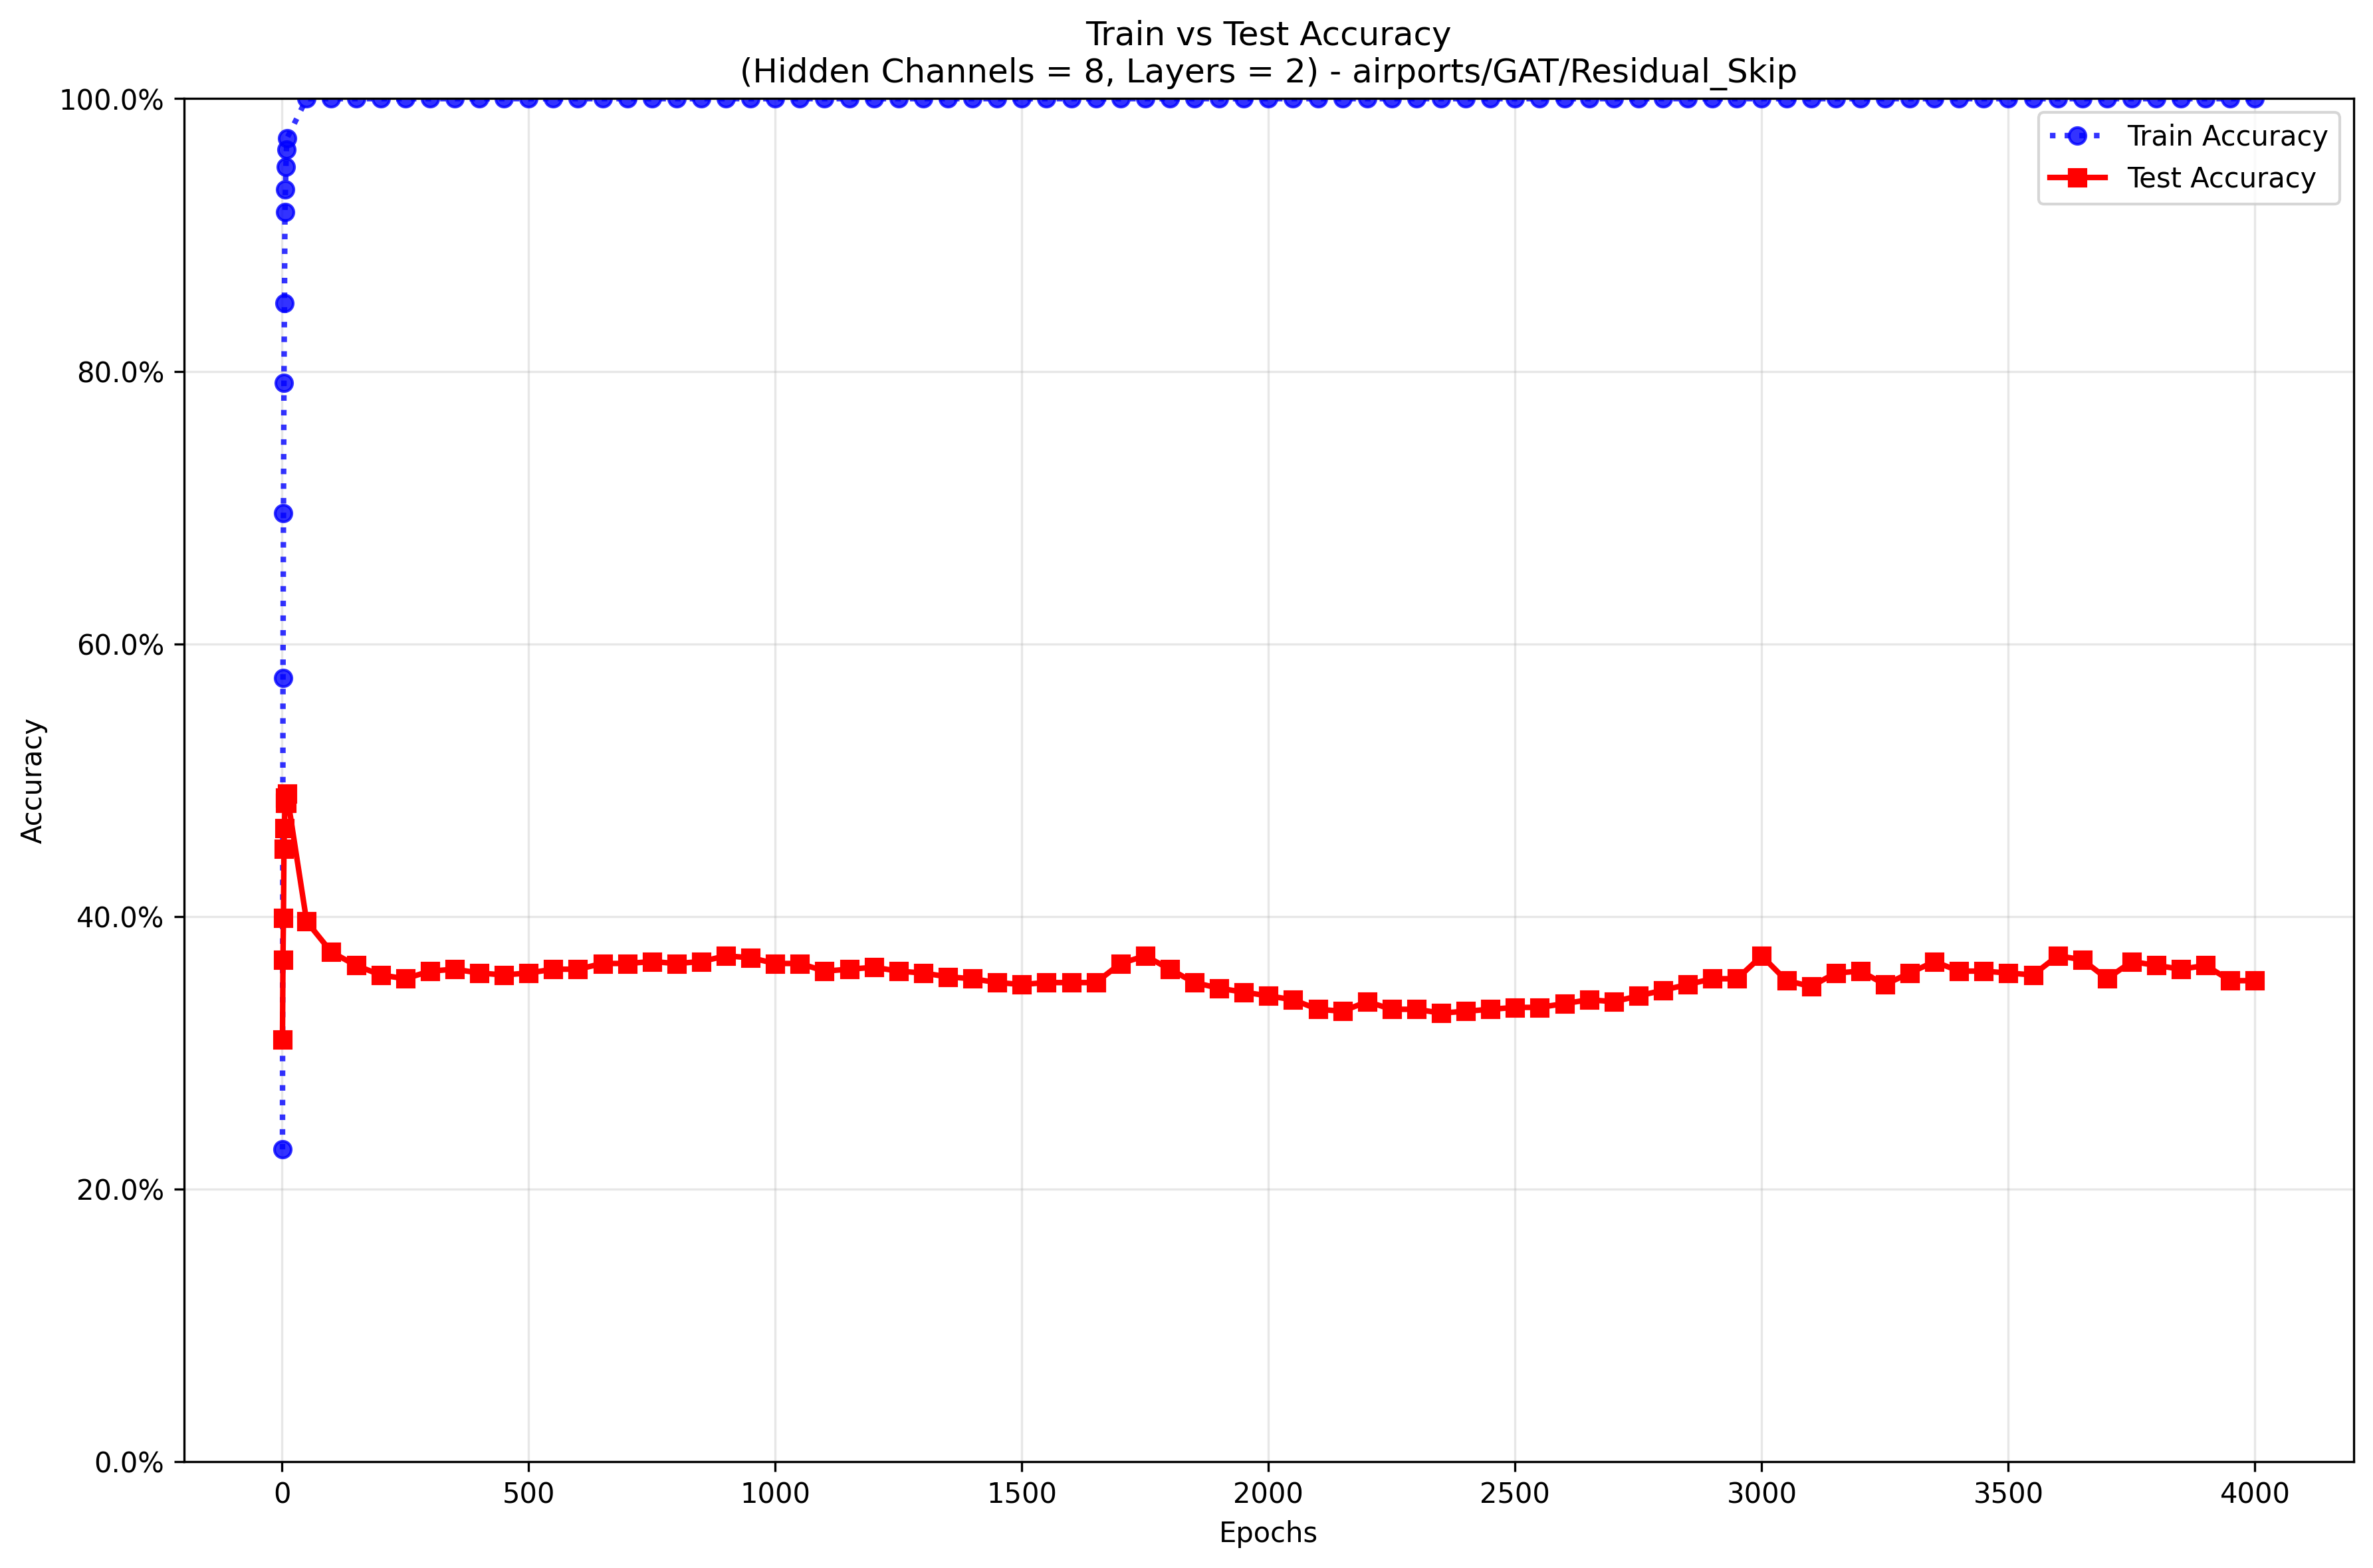 Train vs Test Accuracy
(Hidden Channels = 8, Layers = 2) - airports/GAT/Residual_Skip
100.0%
80.0%
60.0%
40.0%
20.0%
0.0%
Accuracy
Train Accuracy
Test Accuracy
0 500 1000 1500 2000 2500 3000 3500 4000
Epochs